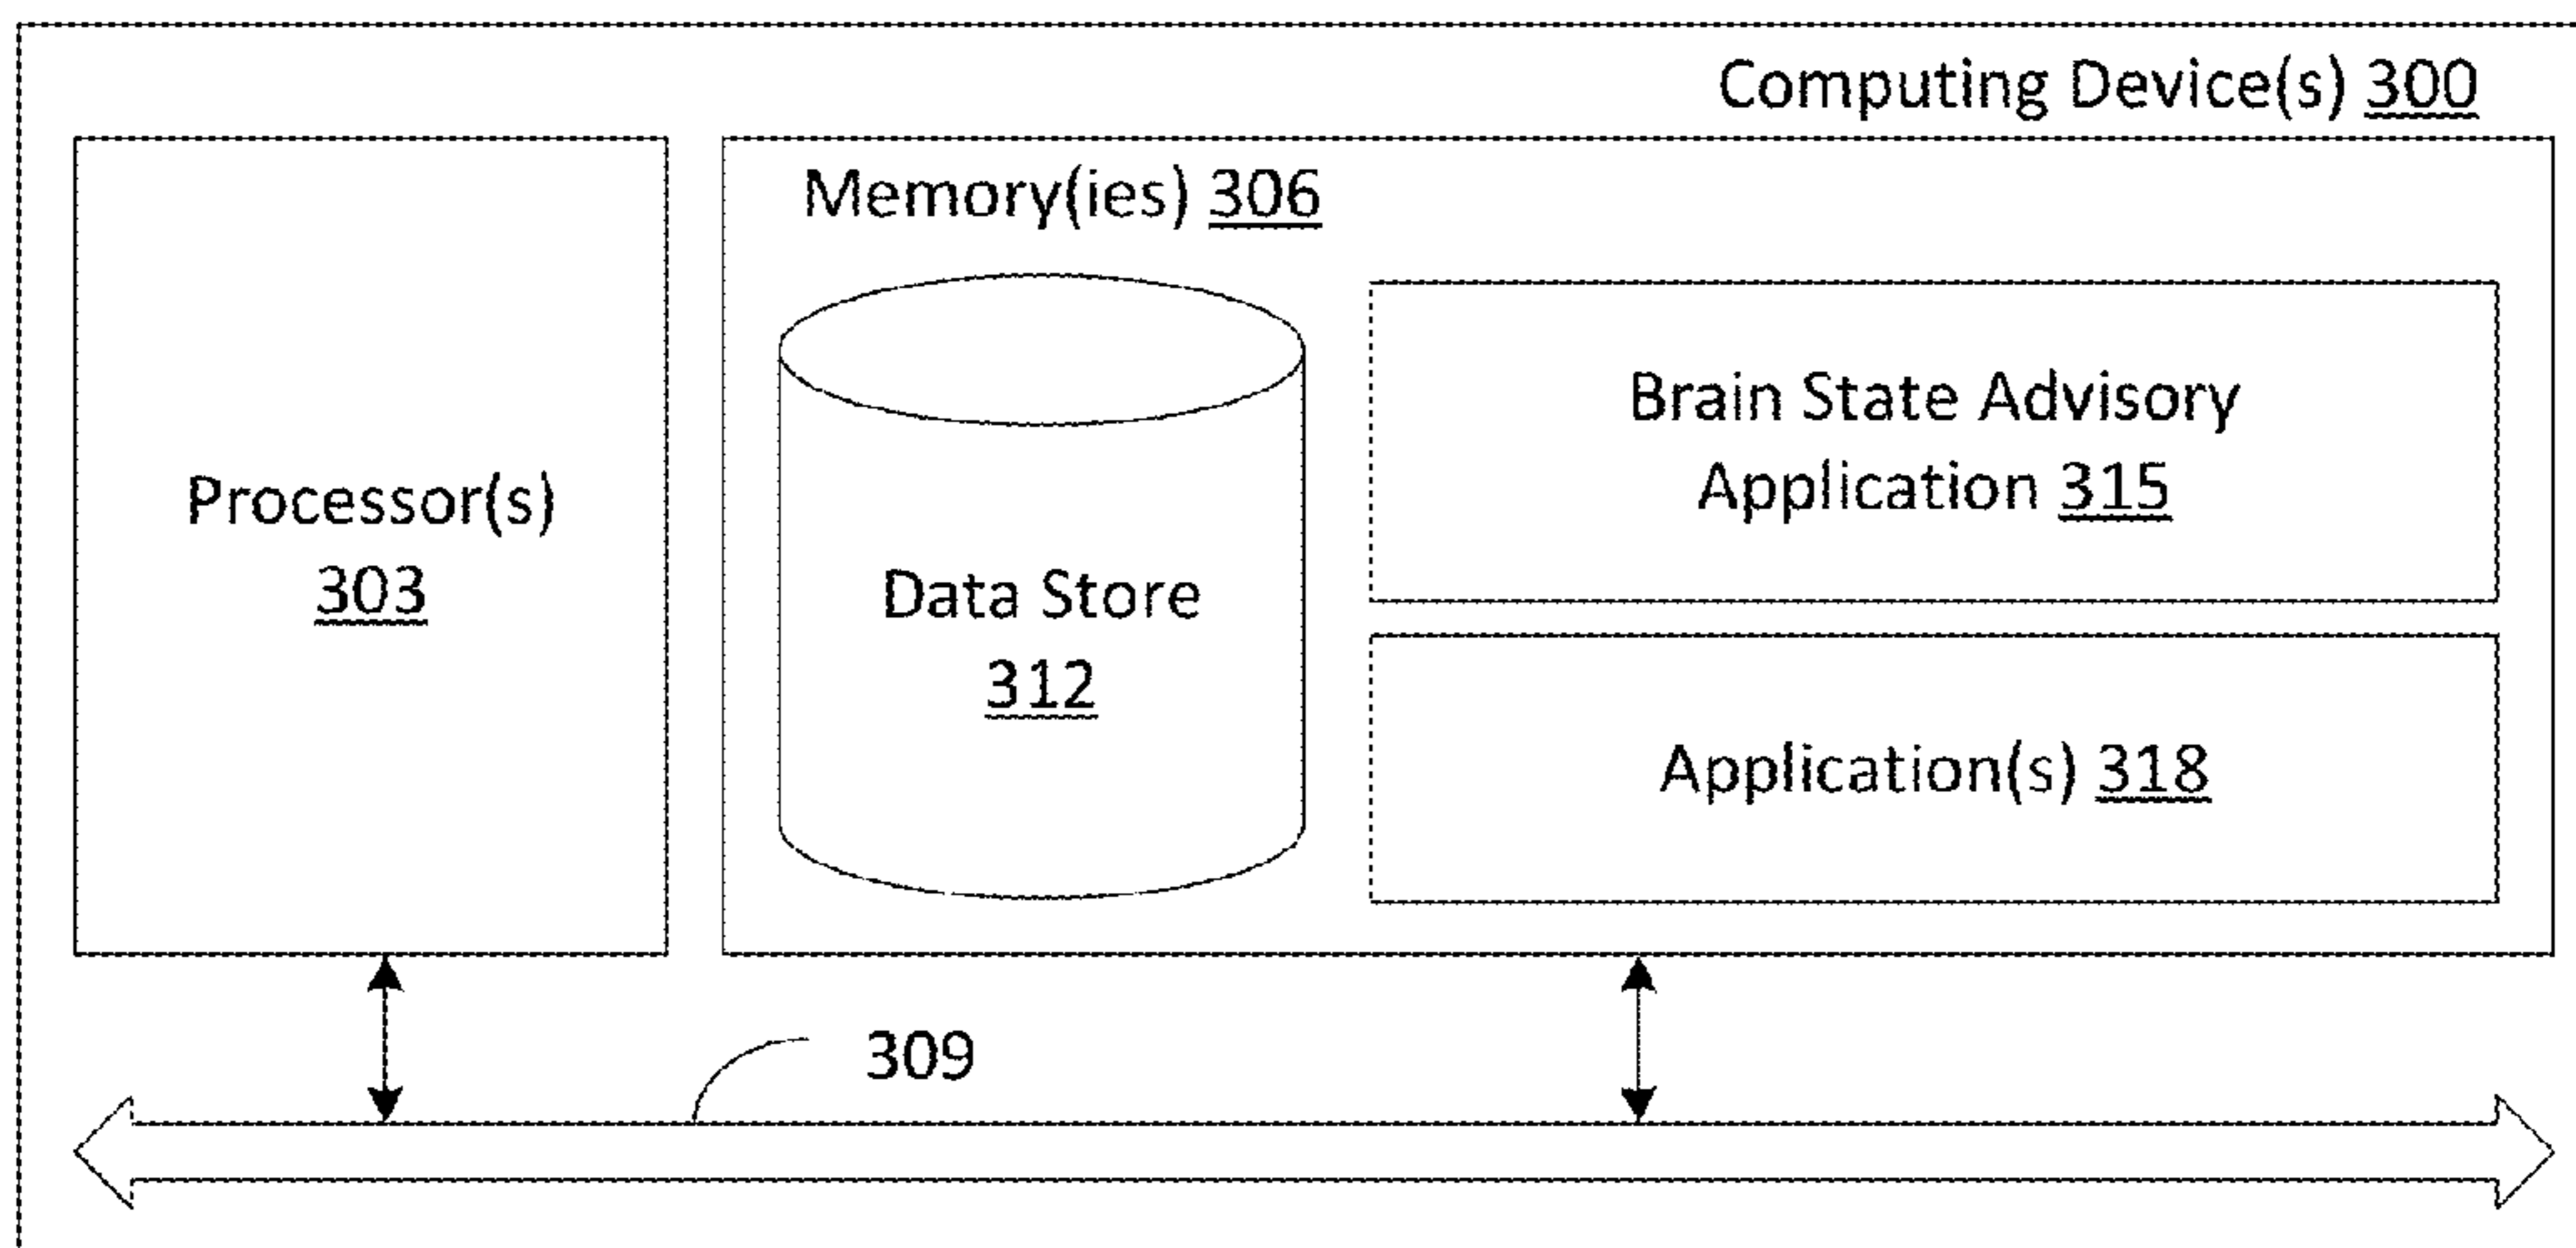 Computing Device(s) 300
Memory(ies) 306
Processor(s)
303
Data Store
312
Brain State Advisory
Application 315
Application(s) 318
309